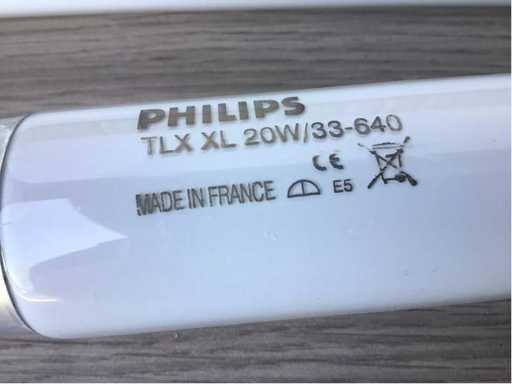 PHILIPS
TLX XL 20W/33-640
CE
MADE IN FRANCE E5